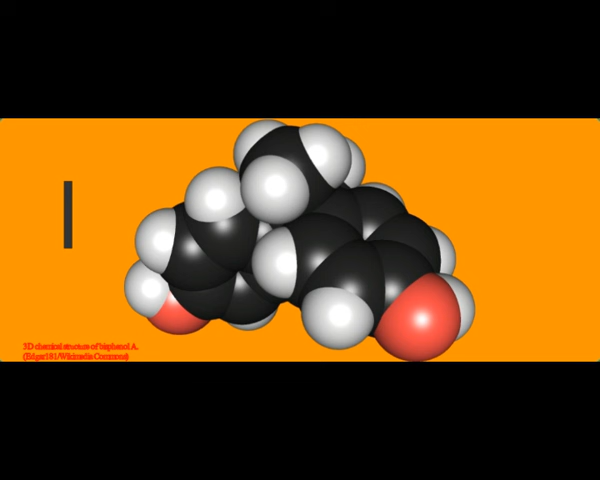 3D chemical structure of bisphenol A.
(Edgar181/Wikimedia Commons)